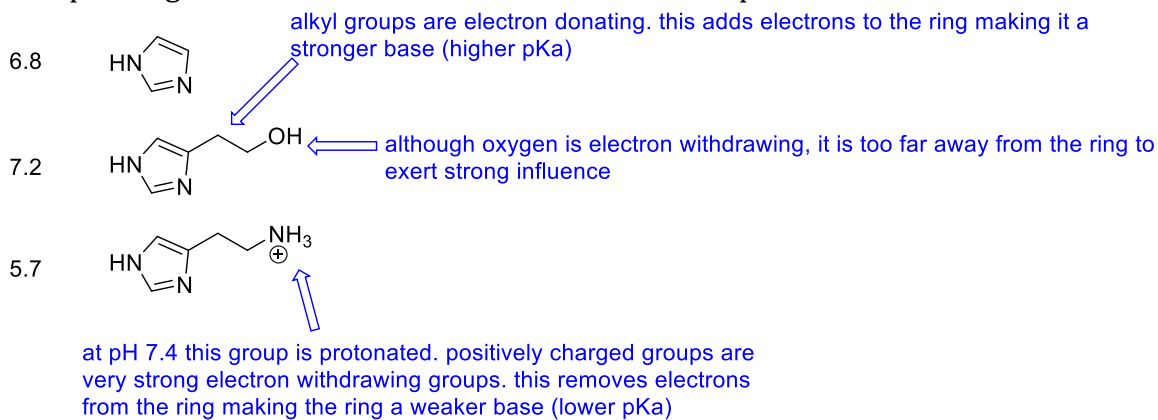 alkyl groups are electron donating. this adds electrons to the ring making it a
stronger base (higher pKa)
6.8
HN
N
OH
although oxygen is electron withdrawing, it is too far away from the ring to
exert strong influence
7.2
HN
N
NH3
+
5.7
HN
N
at pH 7.4 this group is protonated. positively charged groups are
very strong electron withdrawing groups. this removes electrons
from the ring making the ring a weaker base (lower pKa)